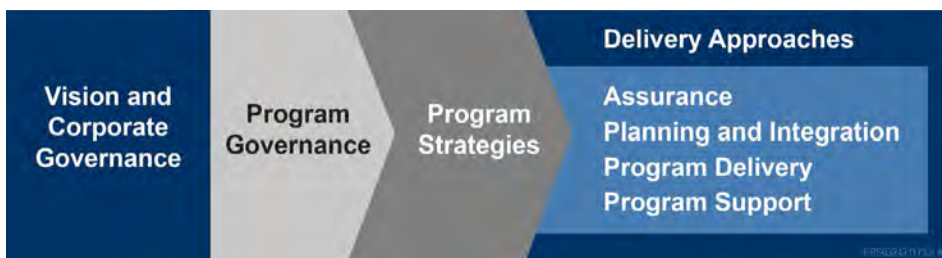 Vision and
Corporate
Governance
Program
Governance
Program
Strategies
Delivery Approaches
Assurance
Planning and Integration
Program Delivery
Program Support